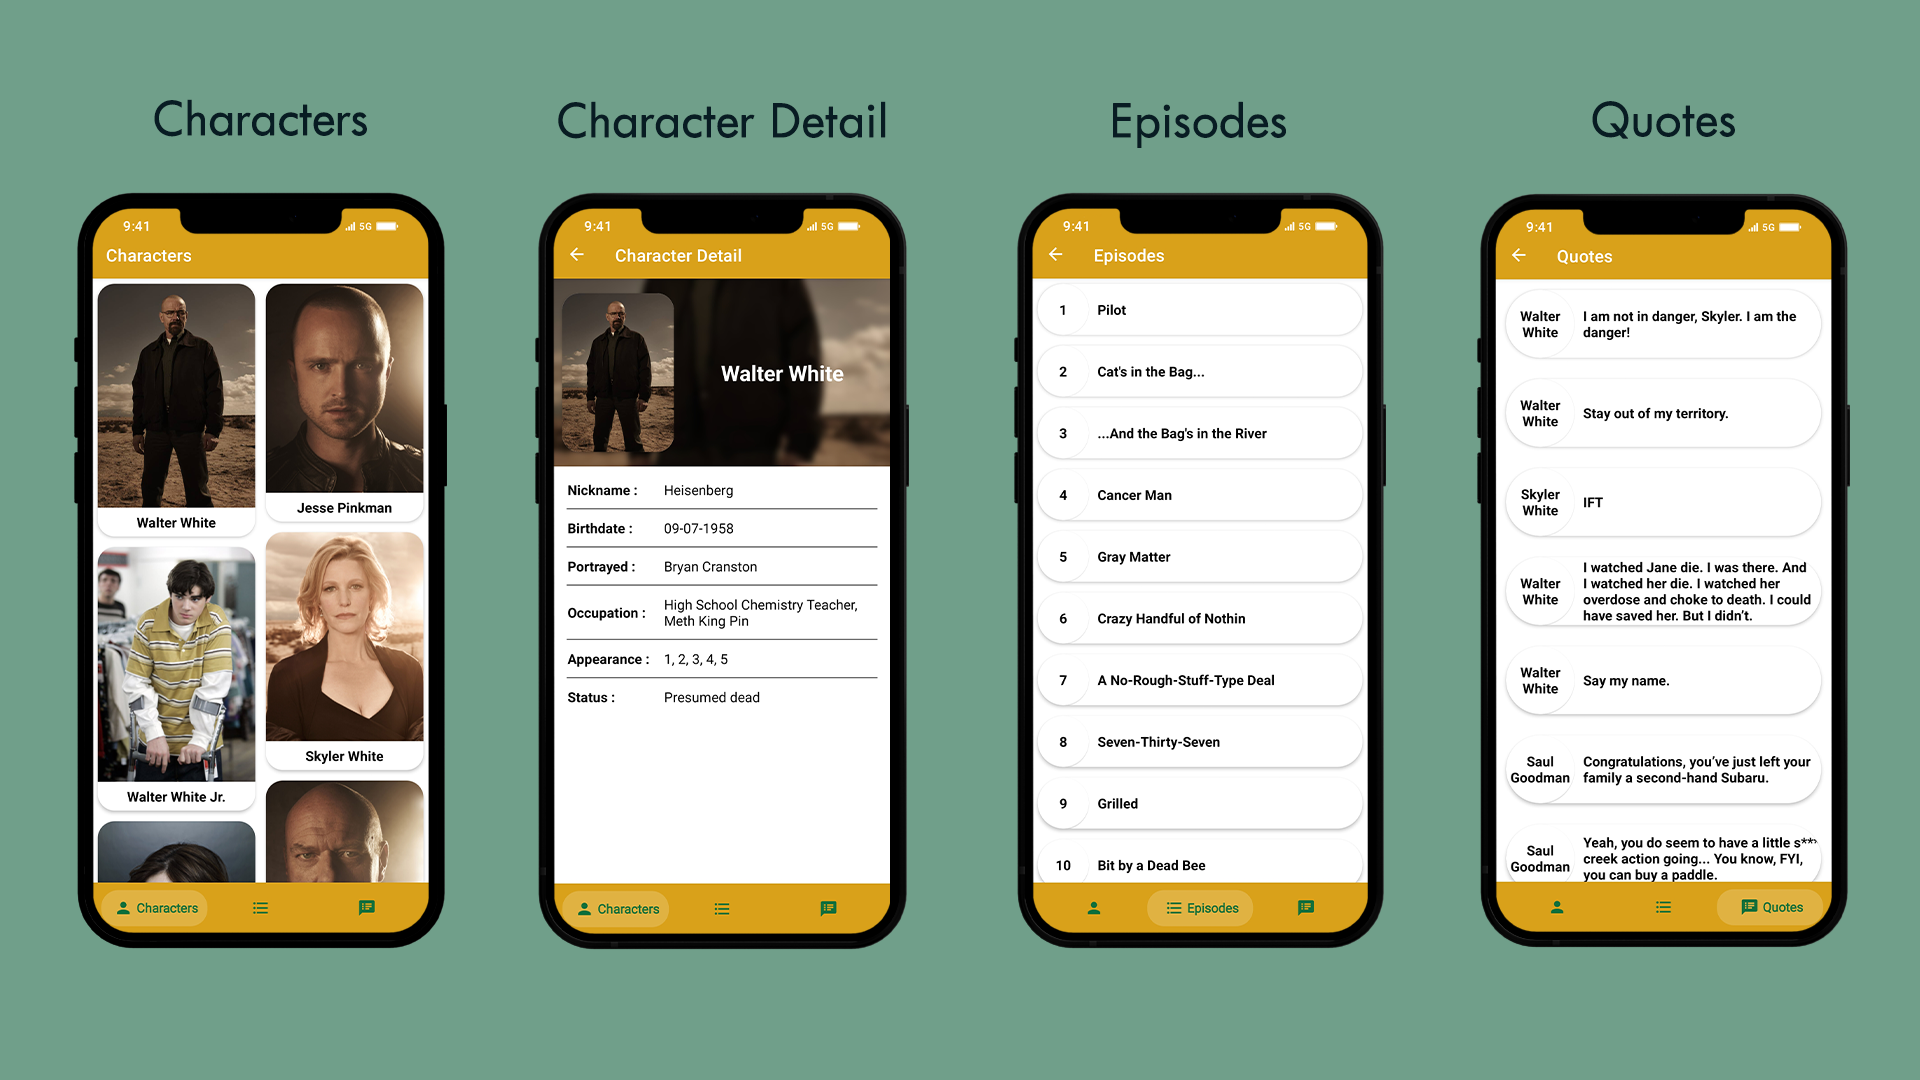 Characters
Character Detail
Episodes
Quotes
9:41
5G
Characters
Walter White
Jesse Pinkman
Walter White Jr.
Skyler White
Characters
9:41
5G
Character Detail
Walter White
Nickname : Heisenberg
Birthdate : 09-07-1958
Portrayed : Bryan Cranston
Occupation : High School Chemistry Teacher,
Meth King Pin
Appearance : 1, 2, 3, 4, 5
Status : Presumed dead
Characters
9:41
5G
Episodes
1 Pilot
2 Cat's in the Bag...
3 ...And the Bag's in the River
4 Cancer Man
5 Gray Matter
6 Crazy Handful of Nothin
7 A No-Rough-Stuff-Type Deal
8 Seven-Thirty-Seven
9 Grilled
10 Bit by a Dead Bee
Episodes
9:41
5G
Quotes
Walter
White
I am not in danger, Skyler. I am the
danger!
Walter
White
Stay out of my territory.
Skyler
White
IFT
Walter
White
I watched Jane die. I was there. And
I watched her die. I watched her
overdose and choke to death. I could
have saved her. But I didn't.
Walter
White
Say my name.
Saul
Goodman
Congratulations, you've just left your
family a second-hand Subaru.
Saul
Goodman
Yeah, you do seem to have a little s***
creek action going... You know, FYI,
you can buy a paddle.
Quotes